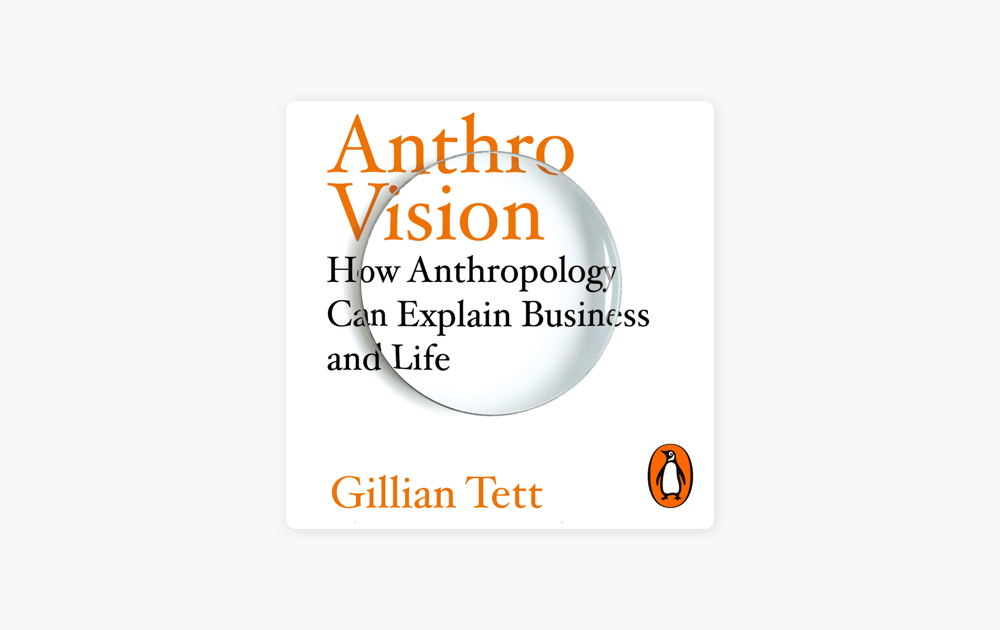 Anthro
Vision
How Anthropology
Can Explain Business
and Life
Gillian Tett